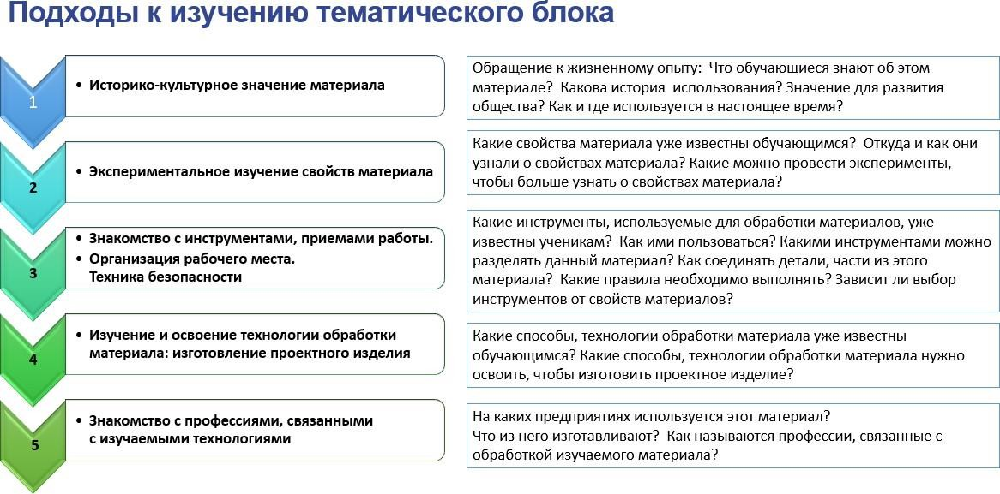 Подходы к изучению тематического блока
1
• Историко-культурное значение материала
Обращение к жизненному опыту: Что обучающиеся знают об этом
материале? Какова история использования? Значение для развития
общества? Как и где используется в настоящее время?
2
• Экспериментальное изучение свойств материала
Какие свойства материала уже известны обучающимся? Откуда и как они
узнали о свойствах материала? Какие можно провести эксперименты,
чтобы больше узнать о свойствах материала?
3
• Знакомство с инструментами, приемами работы.
• Организация рабочего места.
Техника безопасности
Какие инструменты, используемые для обработки материалов, уже
известны ученикам? Как ими пользоваться? Какими инструментами можно
разделять данный материал? Как соединять детали, части из этого
материала? Какие правила необходимо выполнять? Зависит ли выбор
инструментов от свойств материалов?
4
• Изучение и освоение технологии обработки
материала: изготовление проектного изделия
Какие способы, технологии обработки материала уже известны
обучающимся? Какие способы, технологии обработки материала нужно
освоить, чтобы изготовить проектное изделие?
5
• Знакомство с профессиями, связанными
с изучаемыми технологиями
На каких предприятиях используется этот материал?
Что из него изготавливают? Как называются профессии, связанные с
обработкой изучаемого материала?